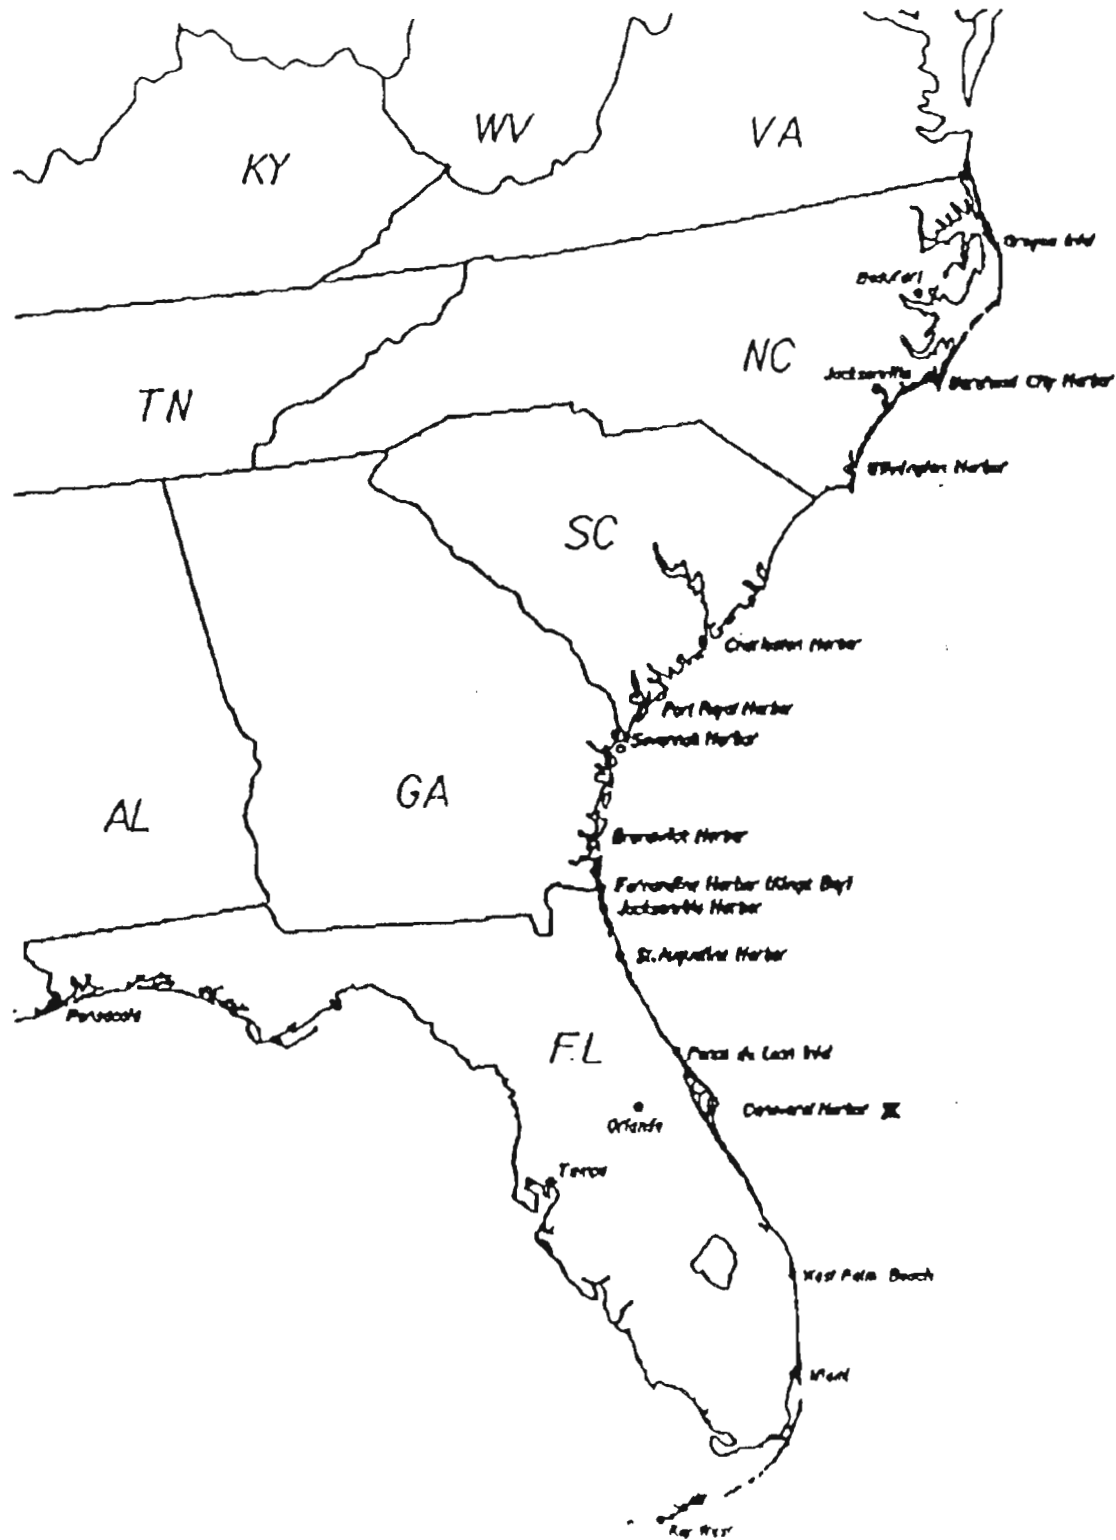 WV
VA
KY
Oregon Inlet
NC
Jacksonville
Morehead City Harbor
TN
Wilmington Harbor
SC
Charleston Harbor
Port Royal Harbor
Savannah Harbor
GA
AL
Brunswick Harbor
Fernandina Harbor (Kings Bay)
Jacksonville Harbor
St. Augustine Harbor
Pensacola
FL
Ponce de Leon Inlet
Canaveral Harbor
Orlando
Tampa
West Palm Beach
Miami
Key West